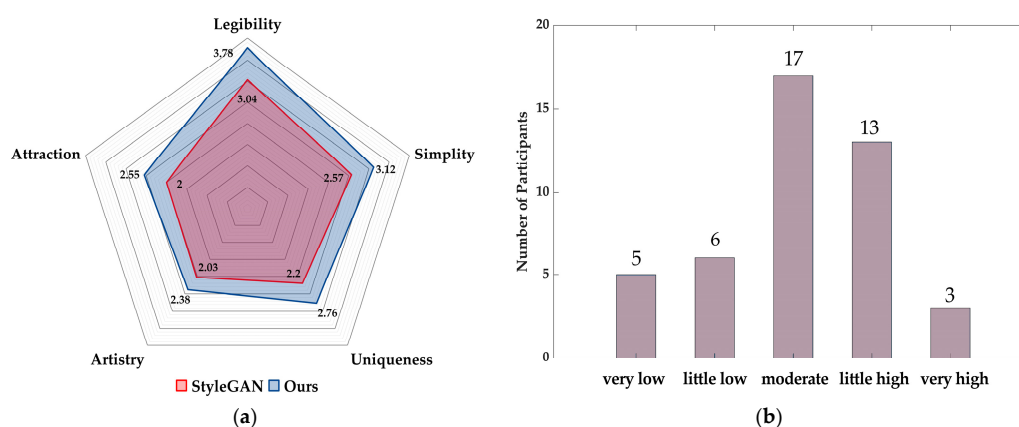 Legibility
3.78
3.04
Attraction
2.55
2
2.57
3.12
Simplity
2.03
2.2
2.38
2.76
Artistry
Uniqueness
StyleGAN Ours
(a)
Number of Participants
20
15
10
5
0
5
6
17
13
3
very low little low moderate little high very high
(b)